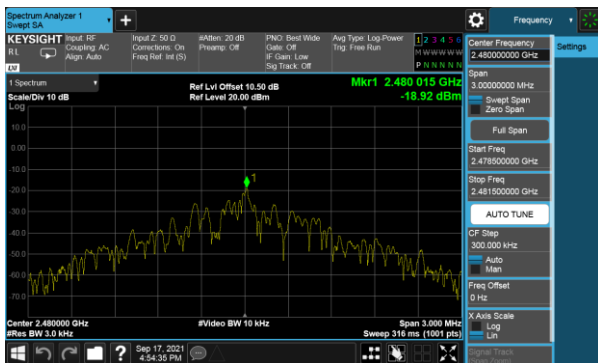 Spectrum Analyzer 1
Swept SA
+
Frequency
KEYSIGHT
RL
LXI
Input: RF
Coupling: AC
Align: Auto
Input Z: 50 Ω
Corrections: On
Freq Ref: Int (S)
#Atten: 20 dB
Preamp: Off
PNO: Best Wide
Gate: Off
IF Gain: Low
Sig Track: Off
Avg Type: Log-Power
Trig: Free Run
1 2 3 4 5 6
M W W W W W
P N N N N N
1 Spectrum
Scale/Div 10 dB
Log
Ref Lvl Offset 10.50 dB
Ref Level 20.00 dBm
Mkr1 2.480 015 GHz
-18.92 dBm
10.0
0.00
-10.0
-20.0
-30.0
-40.0
-50.0
-60.0
-70.0
1
Center 2.480000 GHz
#Res BW 3.0 kHz
#Video BW 10 kHz
Span 3.000 MHz
Sweep 316 ms (1001 pts)
Center Frequency
2.480000000 GHz
Span
3.00000000 MHz
Swept Span
Zero Span
Full Span
Start Freq
2.478500000 GHz
Stop Freq
2.481500000 GHz
AUTO TUNE
CF Step
300.000 kHz
Auto
Man
Freq Offset
0 Hz
X Axis Scale
Log
Lin
Signal Track
(Span Zoom)
Settings
?
Sep 17, 2021
4:54:35 PM